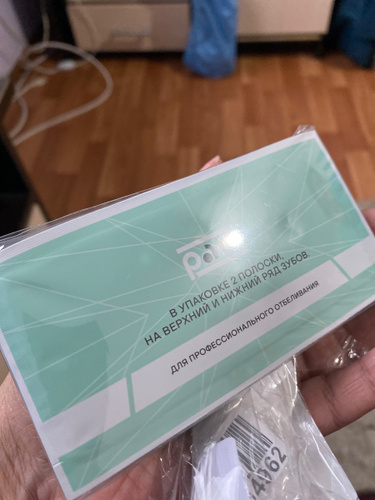 В УПАКОВКЕ 2 ПОЛОСКИ,
НА ВЕРХНИЙ И НИЖНИЙ РЯД ЗУБОВ.
ДЛЯ ПРОФЕССИОНАЛЬНОГО ОТБЕЛИВАНИЯ